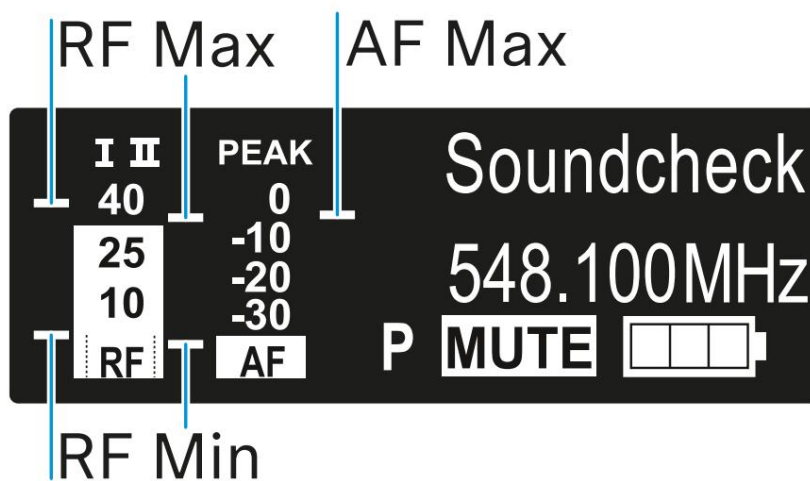 RF Max AF Max
I II PEAK Soundcheck
40 0
25 -10
10 -20
-30
548.100MHz
RF AF P MUTE
RF Min